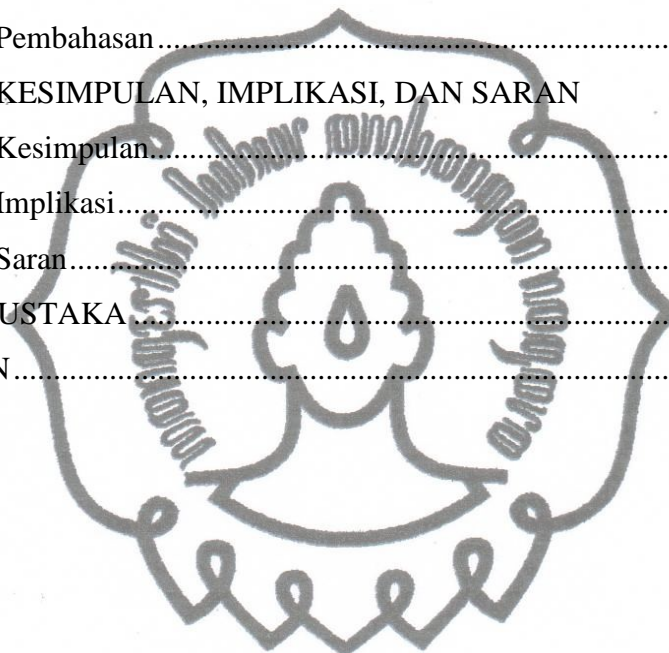 Pembahasan........................................................................
KESIMPULAN, IMPLIKASI, DAN SARAN
Kesimpulan........................................................................
Implikasi........................................................................
Saran........................................................................
USTAKA........................................................................
N........................................................................